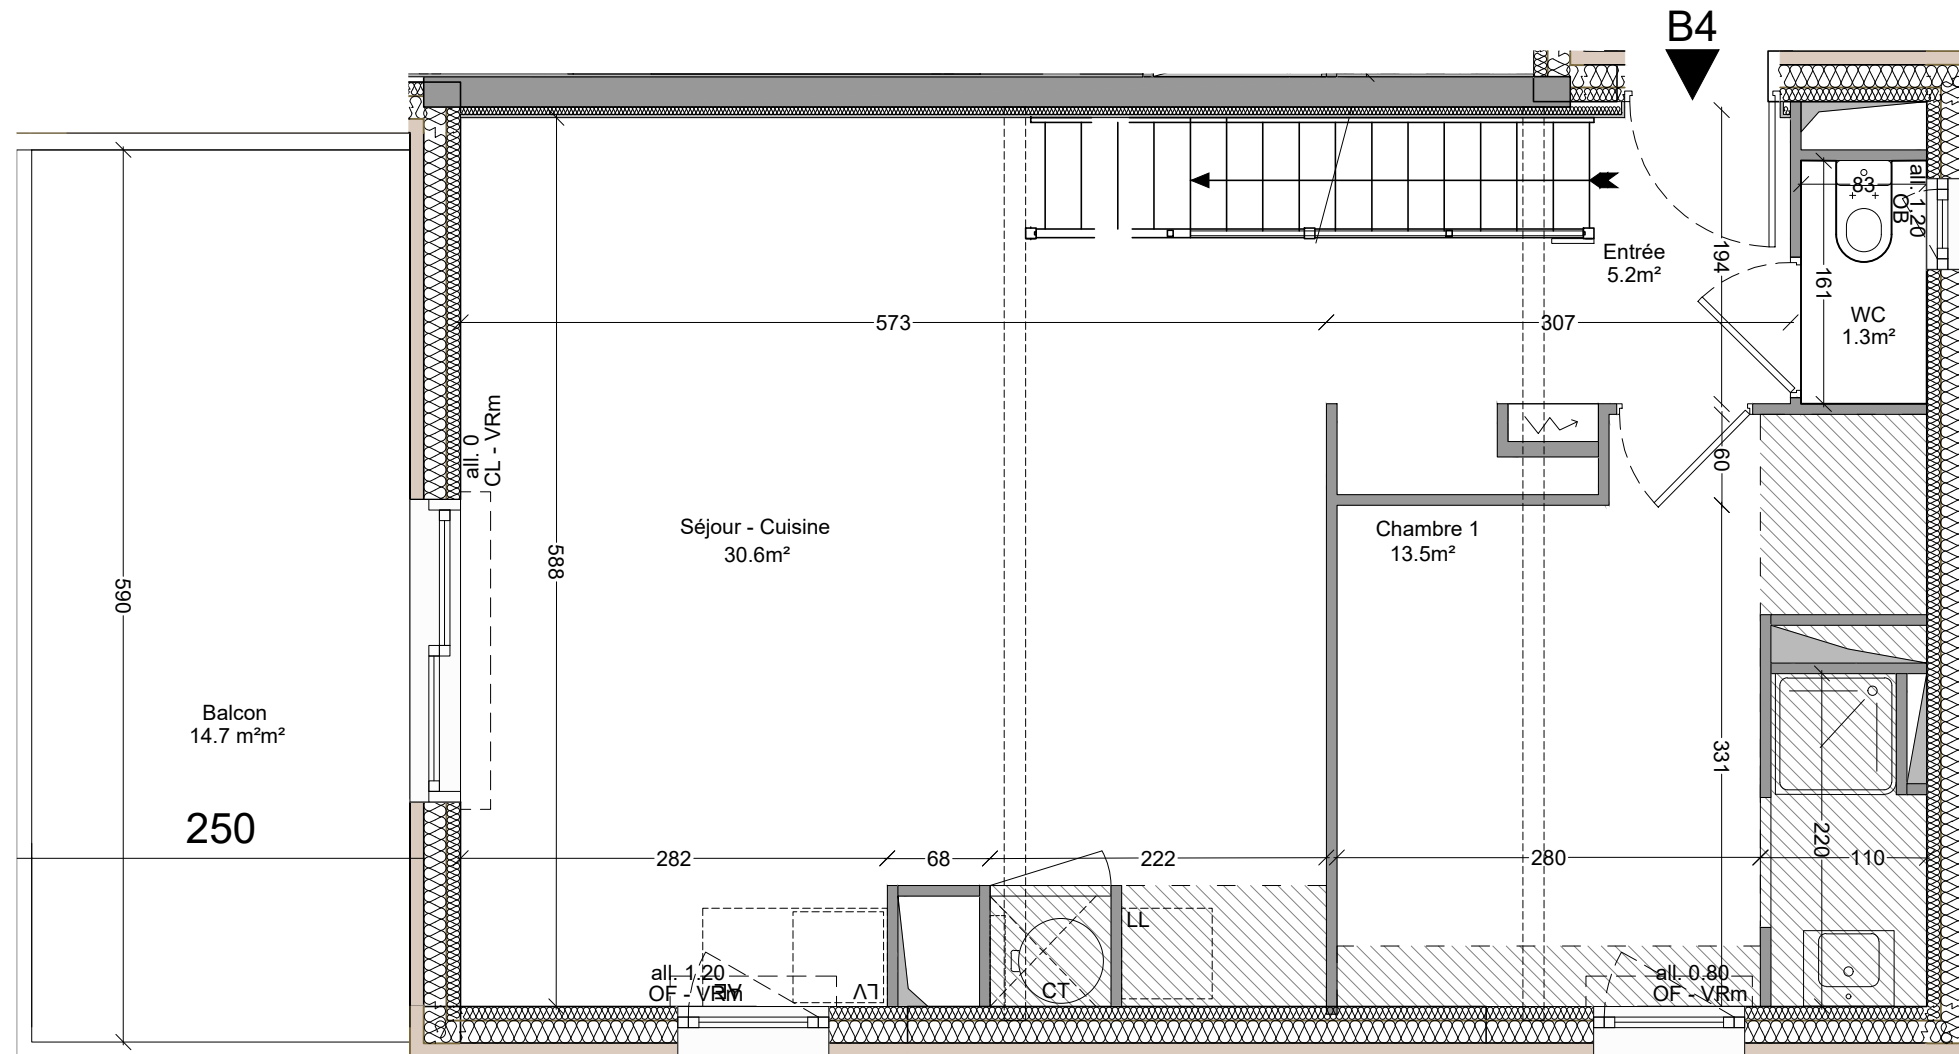 B4
all. 1.20
OB
83
Entrée
5.2m²
194
161
WC
1.3m²
573
307
all. 0
CL - VRm
60
Séjour - Cuisine
30.6m²
Chambre 1
13.5m²
588
590
Balcon
14.7 m²m²
331
250
220
282
68
222
280
110
LL
all. 1.20
OF - VRm
LV
CT
all. 0.80
OF - VRm